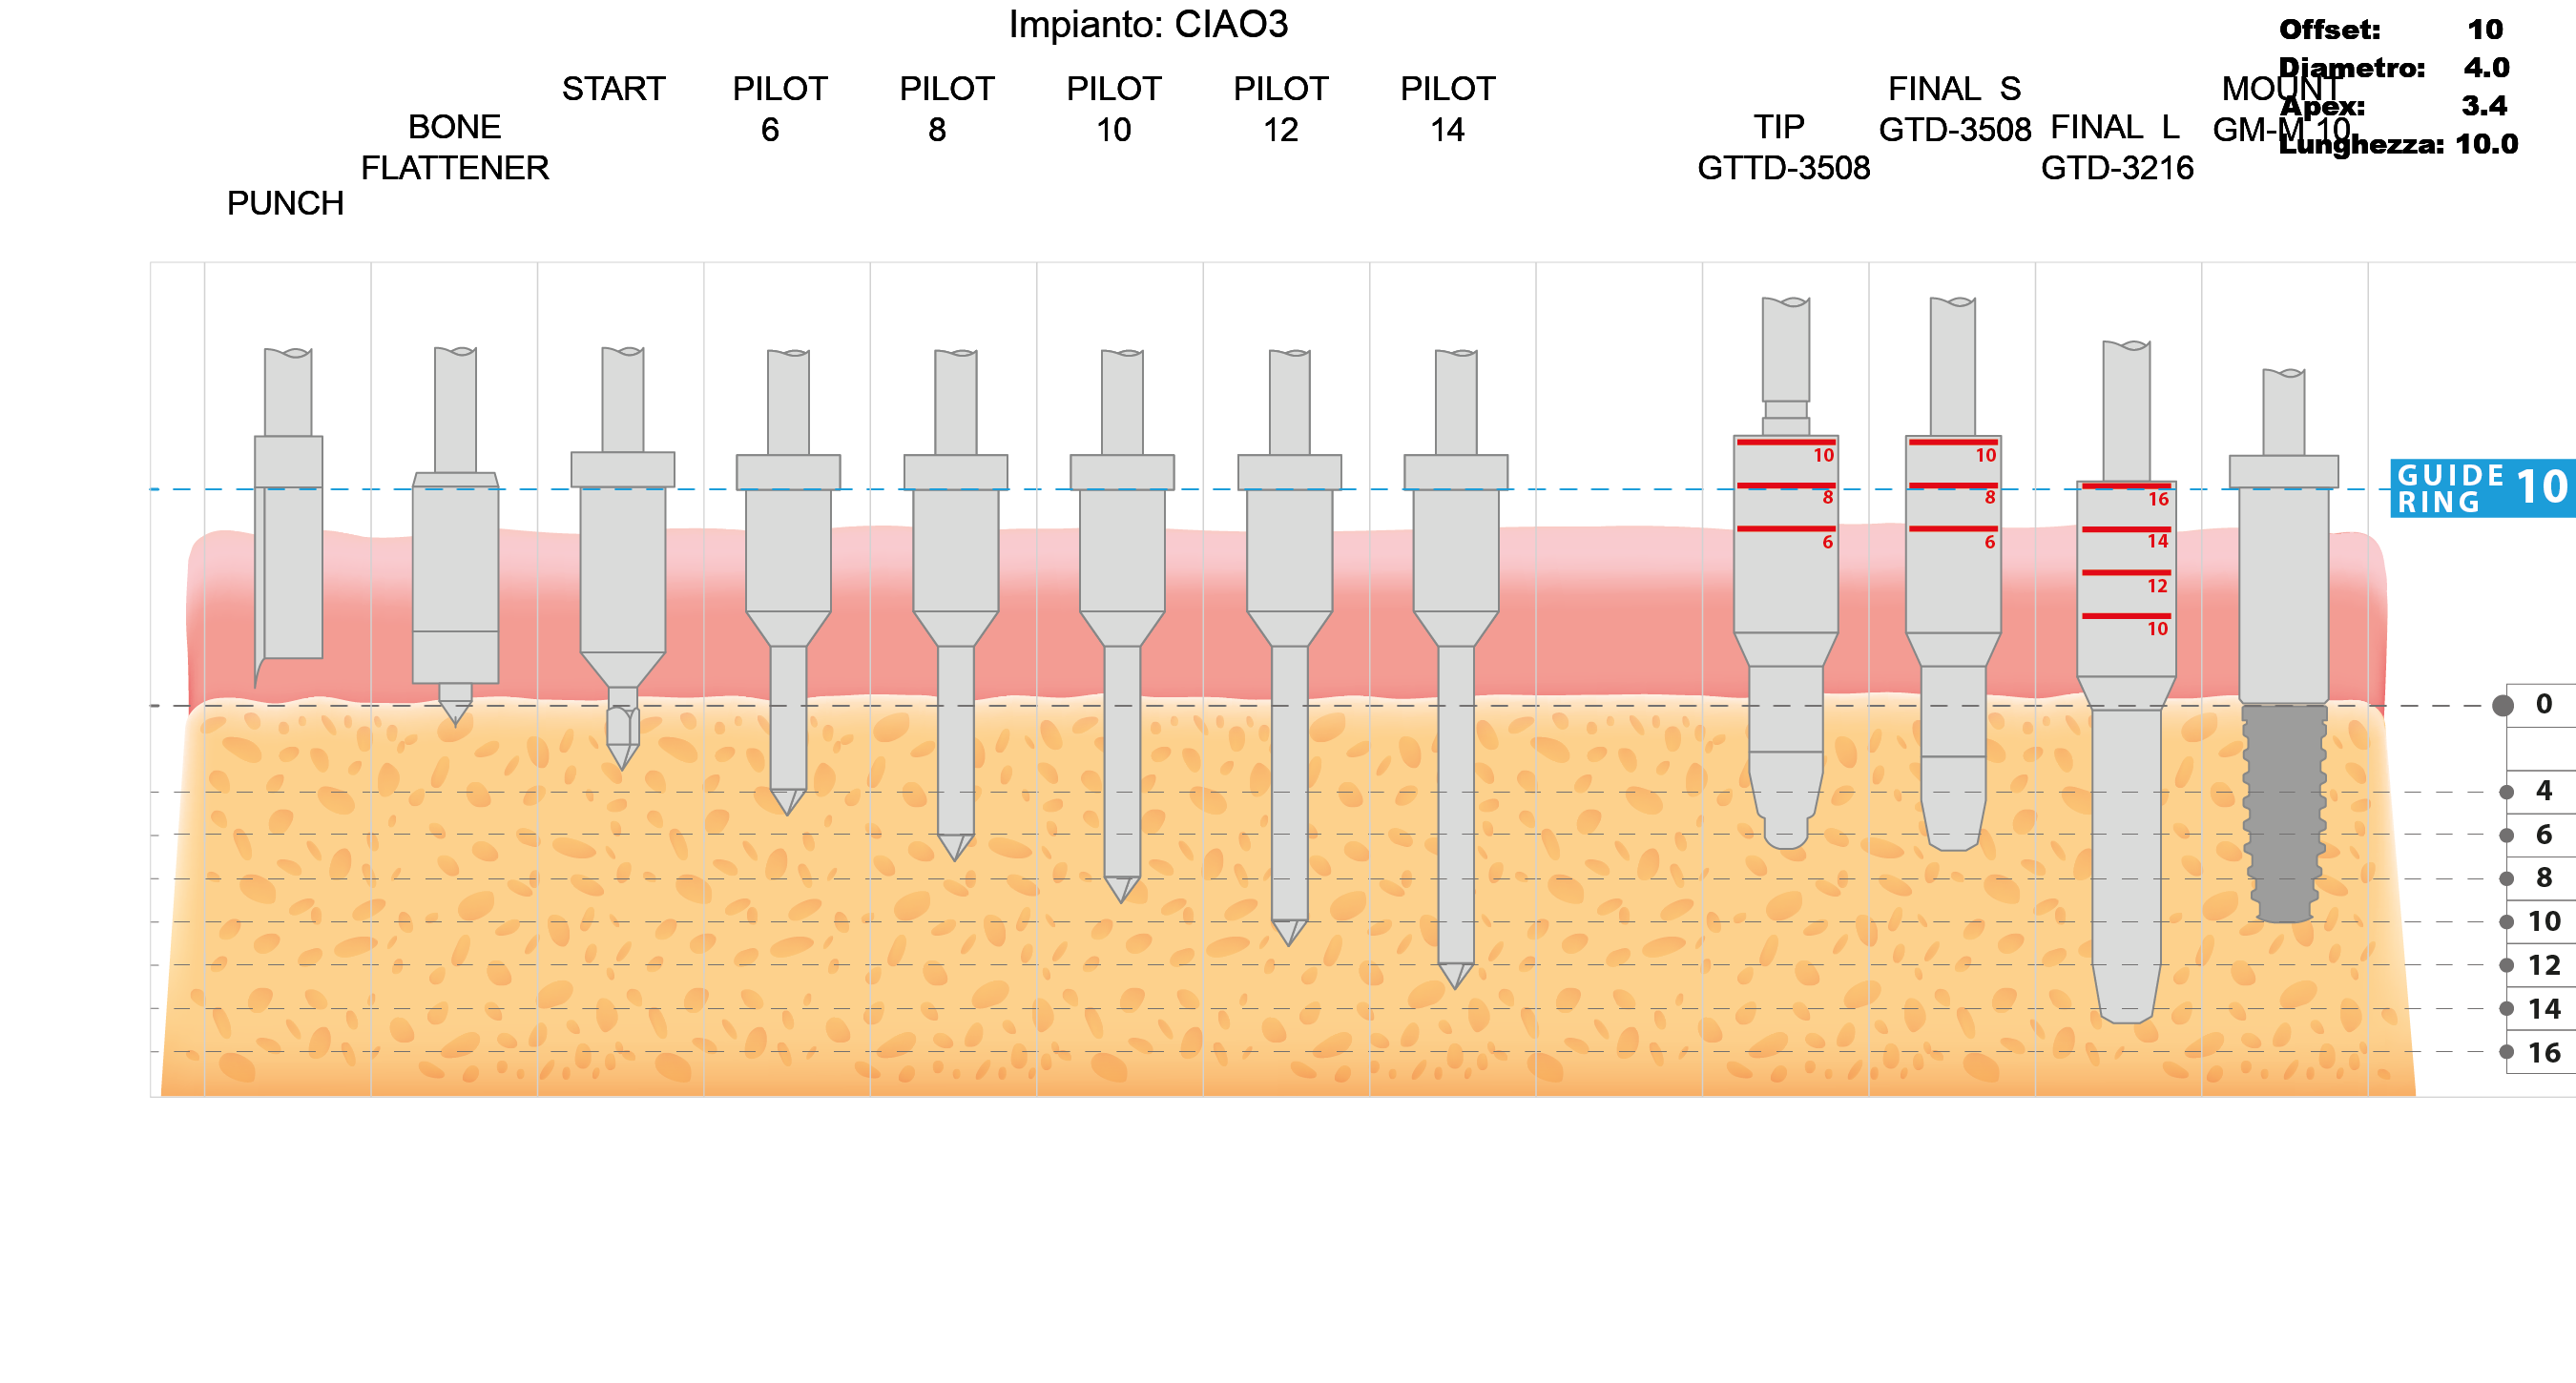 Impianto: CIAO3
Offset: 10
Diametro: 4.0
Apex: 3.4
Lunghezza: 10.0
PUNCH
BONE
FLATTENER
START
PILOT
6
PILOT
8
PILOT
10
PILOT
12
PILOT
14
TIP
GTTD-3508
FINAL S
GTD-3508
FINAL L
GTD-3216
MOUNT
GM-M 10
10
8
6
10
8
6
16
14
12
10
GUIDE
RING 10
0
4
6
8
10
12
14
16